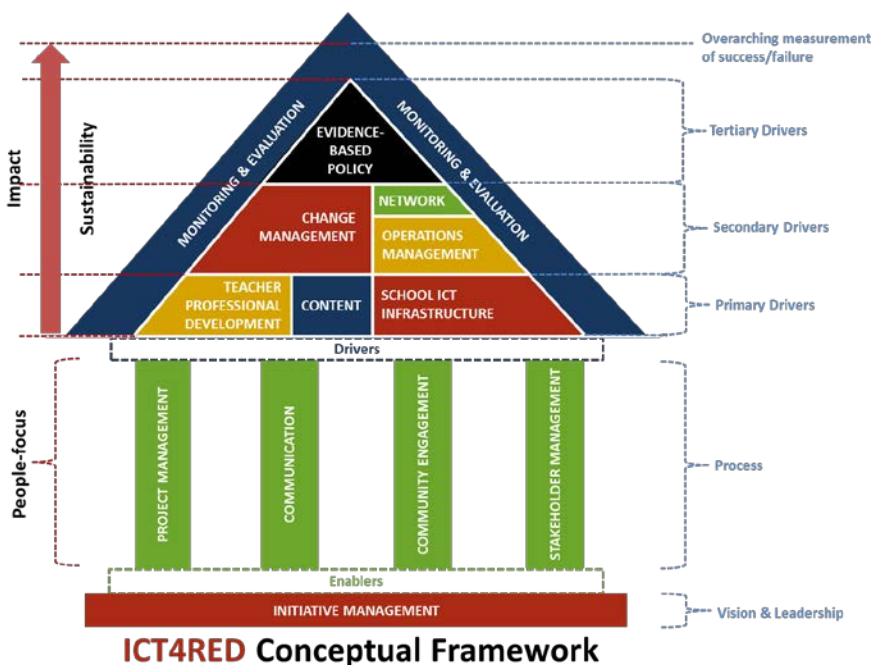 Overarching measurement
of success/failure
Impact
Sustainability
MONITORING & EVALUATION
MONITORING & EVALUATION
EVIDENCE-
BASED
POLICY
Tertiary Drivers
CHANGE
MANAGEMENT
NETWORK
OPERATIONS
MANAGEMENT
Secondary Drivers
TEACHER
PROFESSIONAL
DEVELOPMENT
CONTENT
SCHOOL ICT
INFRASTRUCTURE
Primary Drivers
Drivers
People-focus
PROJECT MANAGEMENT
COMMUNICATION
COMMUNITY ENGAGEMENT
STAKEHOLDER MANAGEMENT
Process
Enablers
INITIATIVE MANAGEMENT
Vision & Leadership
ICT4RED Conceptual Framework